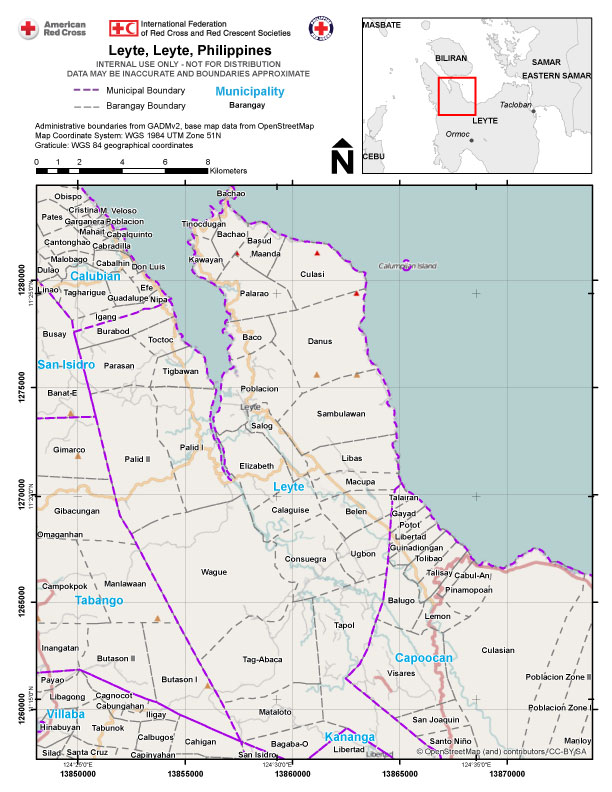 American
Red Cross
International Federation
of Red Cross and Red Crescent Societies
Leyte, Leyte, Philippines
INTERNAL USE ONLY - NOT FOR DISTRIBUTION
DATA MAY BE INACCURATE AND BOUNDARIES APPROXIMATE
Municipal Boundary
Municipality
Barangay Boundary
Barangay
Administrative boundaries from GADMv2, base map data from OpenStreetMap
Map Coordinate System: WGS 1984 UTM Zone 51N
Graticule: WGS 84 geographical coordinates
0 1 2 4 6 8
Kilometers
N
MASBATE
BILIRAN
SAMAR
EASTERN SAMAR
Tacloban
LEYTE
Ormoc
CEBU
Obispo
Bachao
Cristina M. Veloso
Pates
Garganera Poblacion
Tinocdugan
Mahait
Cabalquinto
Bachao
Cantonghao
Cabradilla
Basud
Malobago
Cabalhin
Kawayan
Maanda
Dulao
Don Luis
Calumpijan Island
Calubian
Culasi
Linao
Tagharigue
Efe
Palarao
Guadalupe
Nipa
Igang
Busay
Burabod
Toctoc
Baco
Danus
San Isidro
Parasan
Tigbawan
Banat-E
Poblacion
Leyte
Sambulawan
Salog
Gimarco
Palid II
Palid I
Libas
Elizabeth
Macupa
Leyte
Talairan
Gibacungan
Calaguise
Belen
Gayad
Potot
Omaganhan
Libertad
Guinadiongan
Ugbon
Tolibao
Consuegra
Wague
Talisay
Cabul-An
Campokpok
Manlawaan
Pinamopoan
Tabango
Balugo
Lemon
Tapol
Inangatan
Culasian
Butason II
Tag-Abaca
Capoocan
Visares
Payao
Butason I
Poblacion Zone II
Libagong
Cagnocot
Cabungahan
Poblacion Zone I
Villaba
Iligay
Mataloto
San Joaquin
Hinabuyan
Tabunok
Kananga
Calbugos
Cahigan
Bagaba-O
Santo Niño
Manloy
Silad
Santa Cruz
Capinyahan
San Isidro
Libertad
Libertad
© OpenStreetMap (and) contributors/CC-BY/SA
1280000
1275000
1270000
1265000
1260000
11°25'0"N
11°20'0"N
11°15'0"N
13850000
13855000
13860000
13865000
13870000
124°25'0"E
124°30'0"E
124°35'0"E